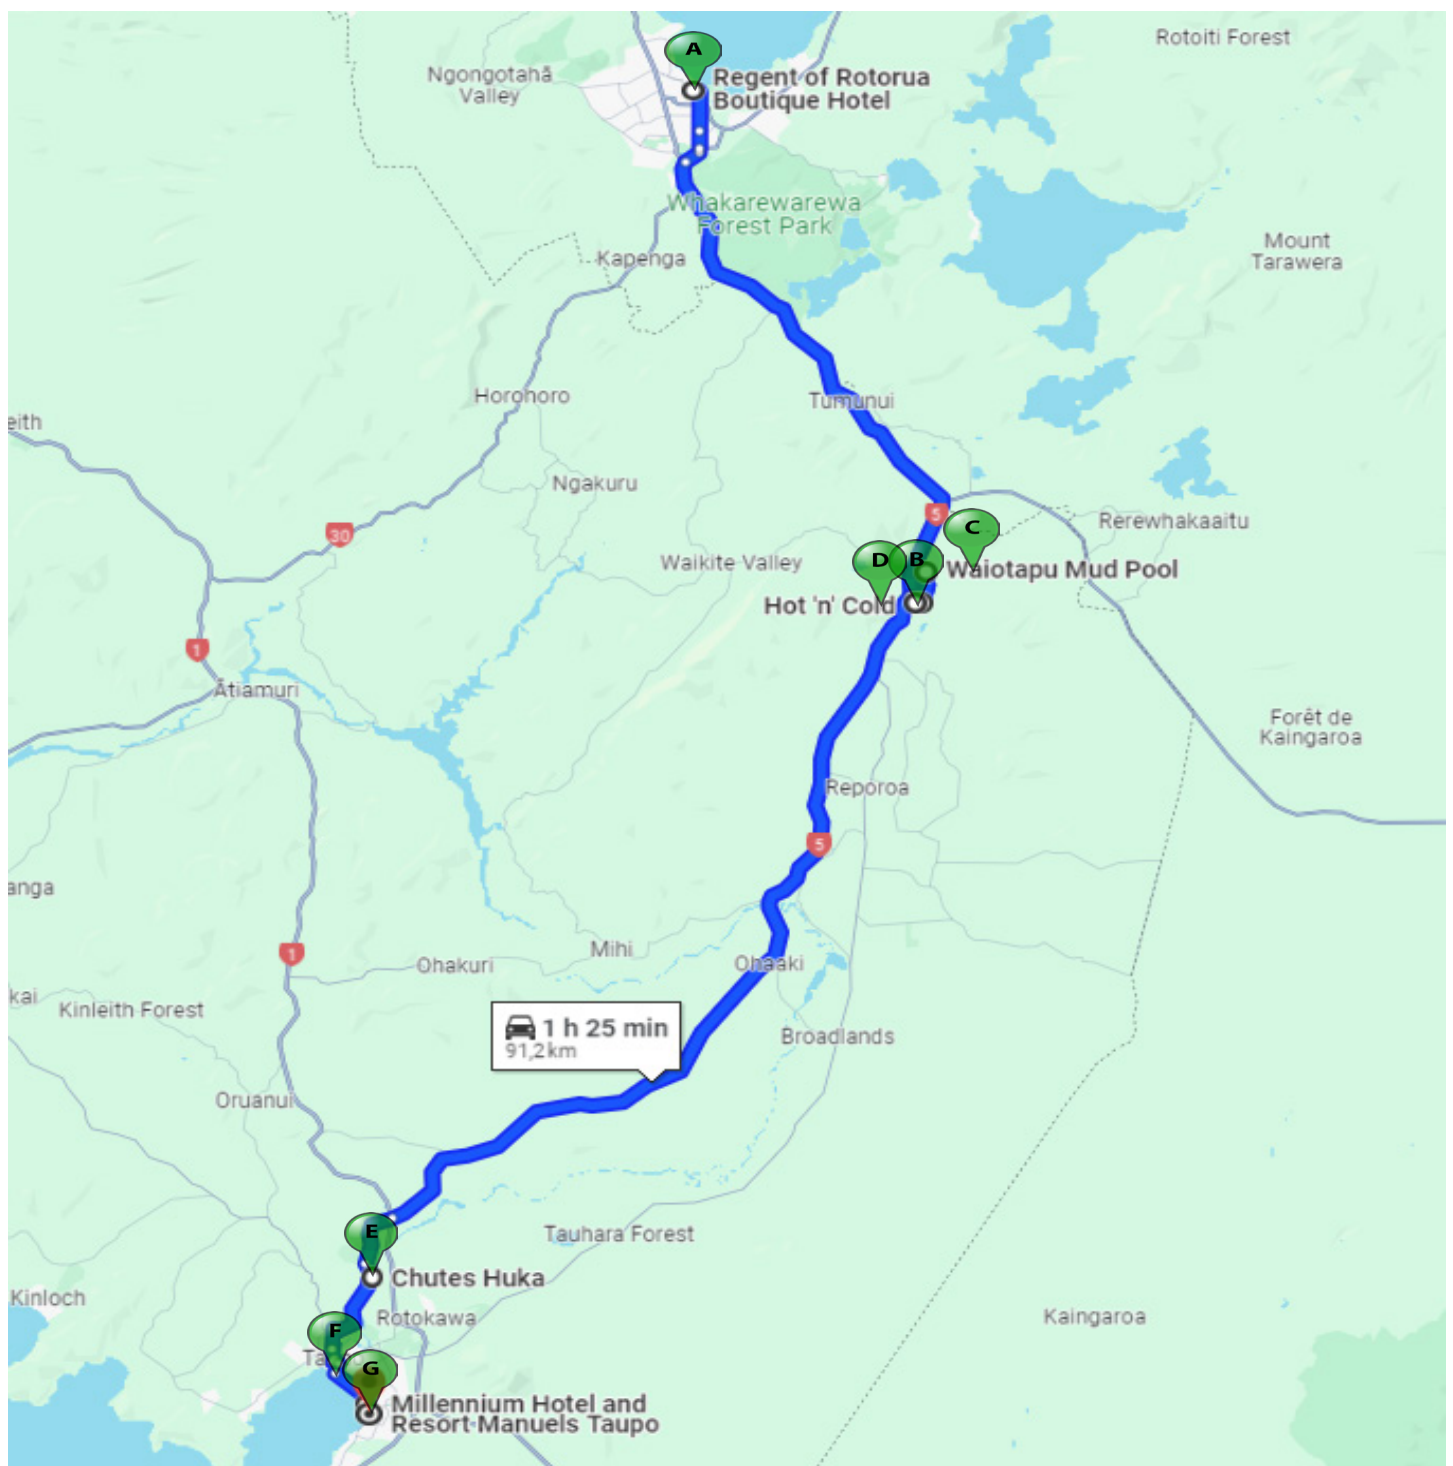 Rotoiti Forest
A
Ngongotahā
Valley
Regent of Rotorua
Boutique Hotel
Whakarewarewa
Forest Park
Mount
Tarawera
Kapenga
Horohoro
Tumunui
eith
Ngakuru
5
C
Rerewhakaaitu
30
Waikite Valley
D
B
Waiotapu Mud Pool
Hot 'n' Cold
1
Ātiamuri
Forêt de
Kaingaroa
Reporoa
5
anga
Mihi
1
Ohakuri
Ohaaki
kai
Kinleith Forest
1 h 25 min
91,2 km
Broadlands
Oruanui
E
Tauhara Forest
Chutes Huka
Kinloch
Rotokawa
Kaingaroa
F
G
Millennium Hotel and
Resort Manuels Taupo